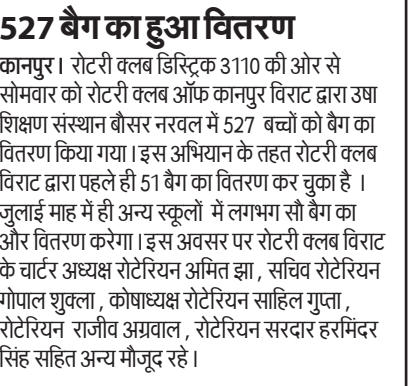 527 बैग का हुआ वितरण
कानपुर। रोटरी क्लब डिस्ट्रिक 3110 की ओर से
सोमवार को रोटरी क्लब ऑफ कानपुर विराट द्वारा उषा
शिक्षण संस्थान बौसर नरवल में 527 बच्चों को बैग का
वितरण किया गया। इस अभियान के तहत रोटरी क्लब
विराट द्वारा पहले ही 51 बैग का वितरण कर चुका है ।
जुलाई माह में ही अन्य स्कूलों में लगभग सौ बैग का
और वितरण करेगा। इस अवसर पर रोटरी क्लब विराट
के चार्टर अध्यक्ष रोटेरियन अमित झा , सचिव रोटेरियन
गोपाल शुक्ला , कोषाध्यक्ष रोटेरियन साहिल गुप्ता ,
रोटेरियन राजीव अग्रवाल , रोटेरियन सरदार हरमिंदर
सिंह सहित अन्य मौजूद रहे ।